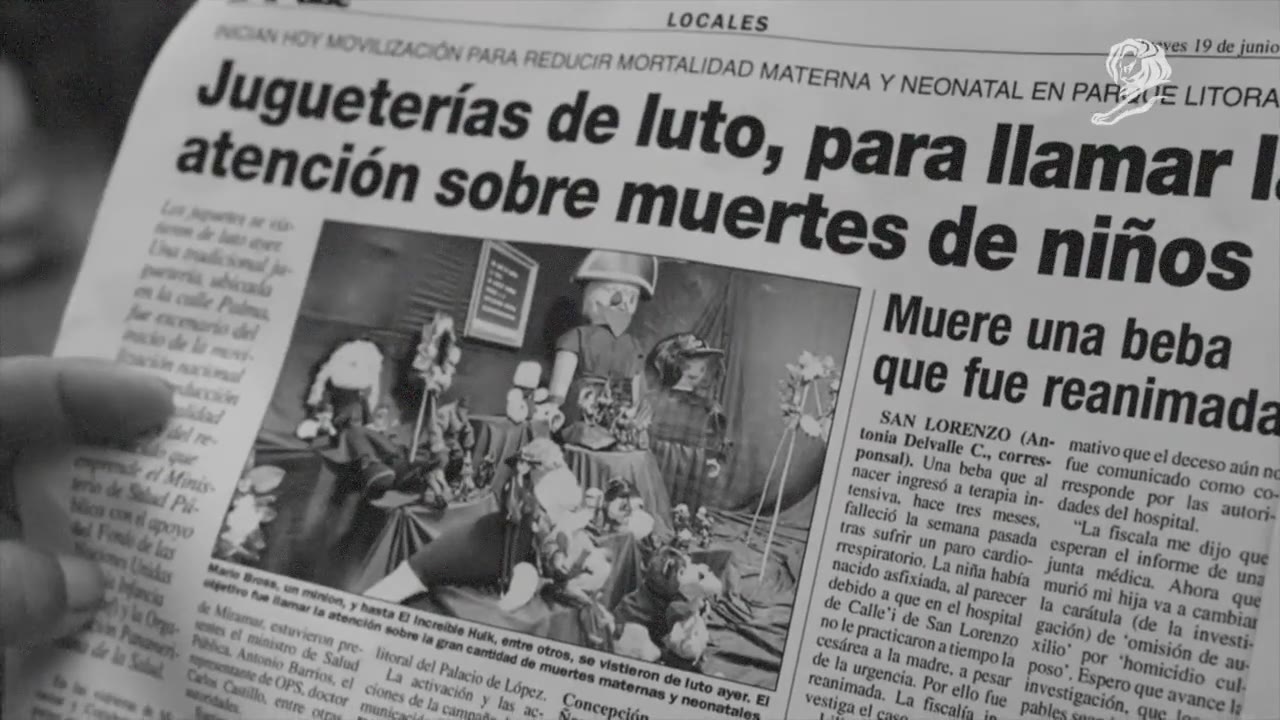 LOCALES
19 de junio
INICIAN HOY MOVILIZACIÓN PARA REDUCIR MORTALIDAD MATERNA Y NEONATAL EN PARQUE LITORA
Jugueterías de luto, para llamar la
atención sobre muertes de niños
Los juguetes se vis-
tieron de luto ayer.
Una tradicional ju-
guetería, ubicada
en la calle Palma,
fue escenario del
inicio de la movi-
lización nacional
reducción
del re-
que
emprende el Minis-
terio de Salud Pú-
blica con el apoyo
del Fondo de las
Naciones Unidas
Infancia
y la Orga-
Panameri-
cana de la Salud.
Mario Bross, un minion, y hasta El Increíble Hulk, entre otros, se vistieron de luto ayer. El
objetivo fue llamar la atención sobre la gran cantidad de muertes maternas y neonatales
de Miramar, estuvieron pre-
sentes el ministro de Salud
Pública, Antonio Barrios, el
representante de OPS, doctor
Carlos Castillo, entre otras
autoridades.
litoral del Palacio de López.
La activación y las ac-
ciones de la campaña
Concepción
Muere una beba
que fue reanimada
SAN LORENZO (An-
tonia Delvalle C., corres-
ponsal). Una beba que al
nacer ingresó a terapia in-
tensiva, hace tres meses,
falleció la semana pasada
tras sufrir un paro cardio-
rrespiratorio. La niña había
nacido asfixiada, al parecer
debido a que en el hospital
de Calle'i de San Lorenzo
no le practicaron a tiempo la
cesárea a la madre, a pesar
de la urgencia. Por ello fue
reanimada. La fiscalía in-
vestiga el caso
mativo que el deceso aún no
fue comunicado como co-
rresponde por las autori-
dades del hospital.
"La fiscala me dijo que
esperan el informe de una
junta médica. Ahora que
murió mi hija va a cambiar
la carátula (de la investi-
gación) de 'omisión de au-
xilio' por 'homicidio cul-
poso'. Espero que avance la
investigación, que